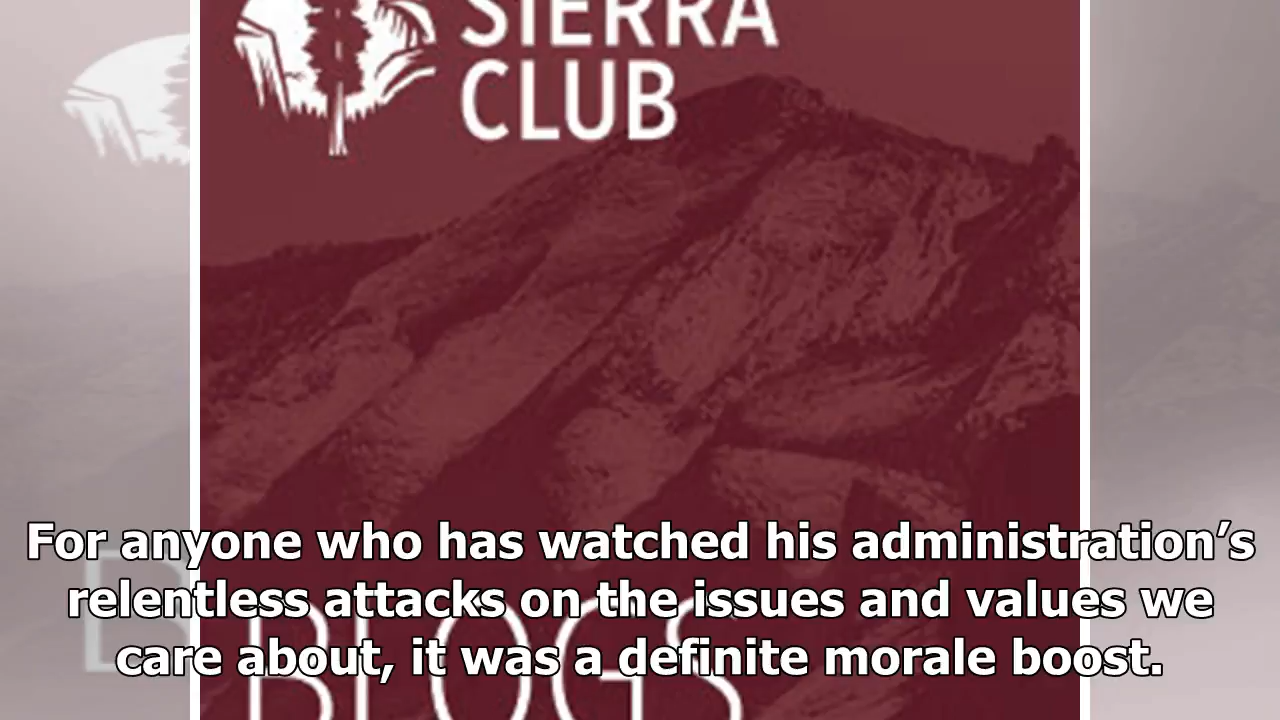 SIERRA
CLUB
For anyone who has watched his administration’s
relentless attacks on the issues and values we
care about, it was a definite morale boost.
BLOGS